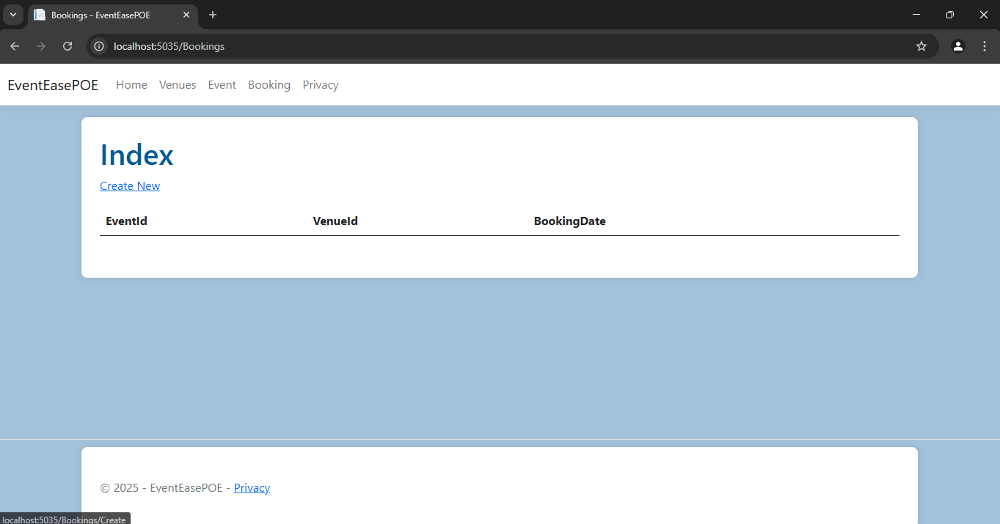 Bookings - EventEasePOE
localhost:5035/Bookings
EventEasePOE Home Venues Event Booking Privacy
Index
Create New
EventId VenueId BookingDate
© 2025 - EventEasePOE - Privacy
localhost:5035/Bookings/Create